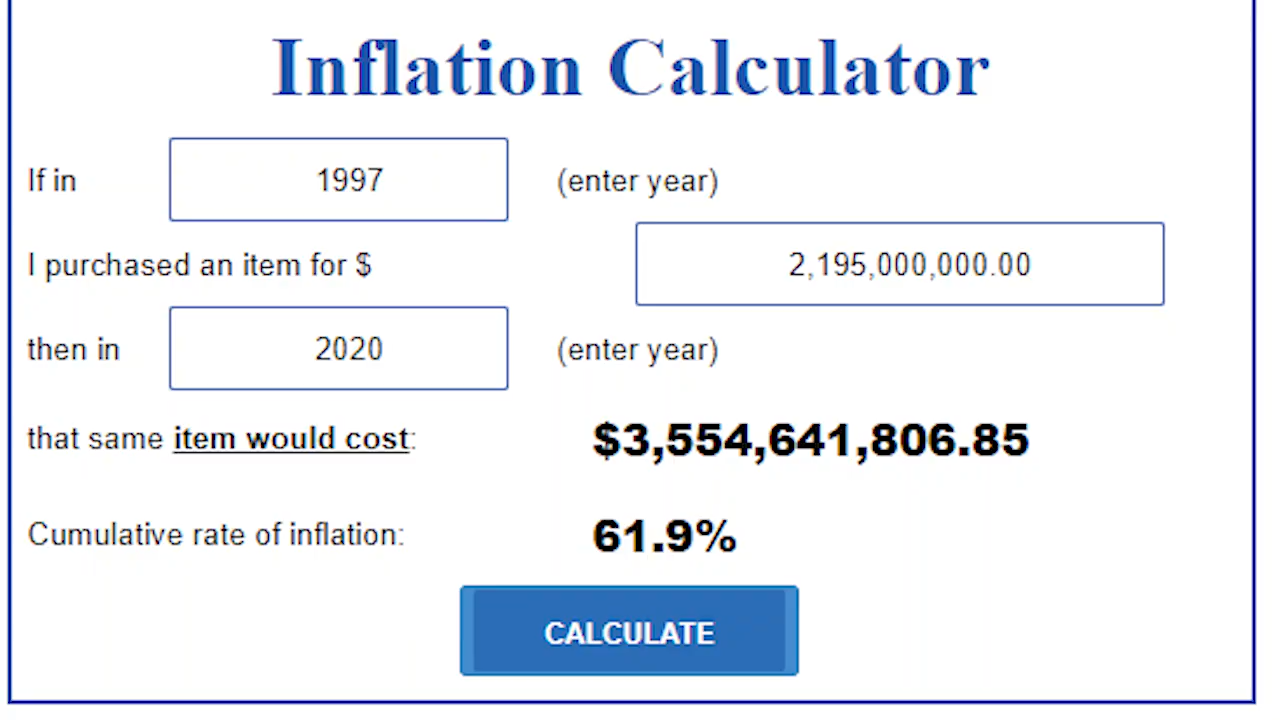 Inflation Calculator
If in 1997 (enter year)
I purchased an item for $ 2,195,000,000.00
then in 2020 (enter year)
that same item would cost: $3,554,641,806.85
Cumulative rate of inflation: 61.9%
CALCULATE